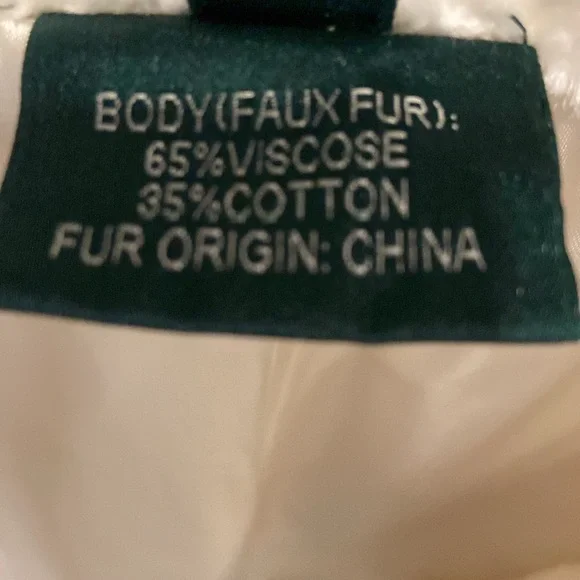 BODY(FAUX FUR):
65%VISCOSE
35%COTTON
FUR ORIGIN: CHINA